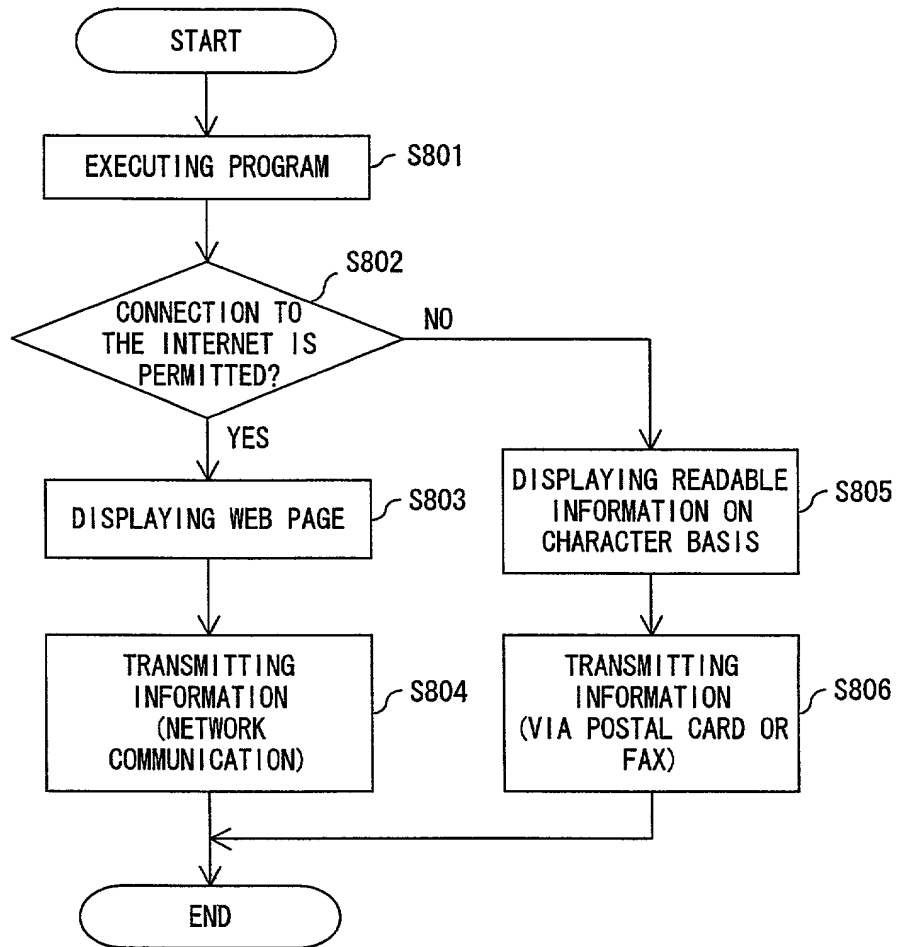 START
EXECUTING PROGRAM
S801
S802
CONNECTION TO
THE INTERNET IS
PERMITTED?
NO
YES
DISPLAYING WEB PAGE
S803
DISPLAYING READABLE
INFORMATION ON
CHARACTER BASIS
S805
TRANSMITTING
INFORMATION
(NETWORK
COMMUNICATION)
S804
TRANSMITTING
INFORMATION
(VIA POSTAL CARD OR
FAX)
S806
END